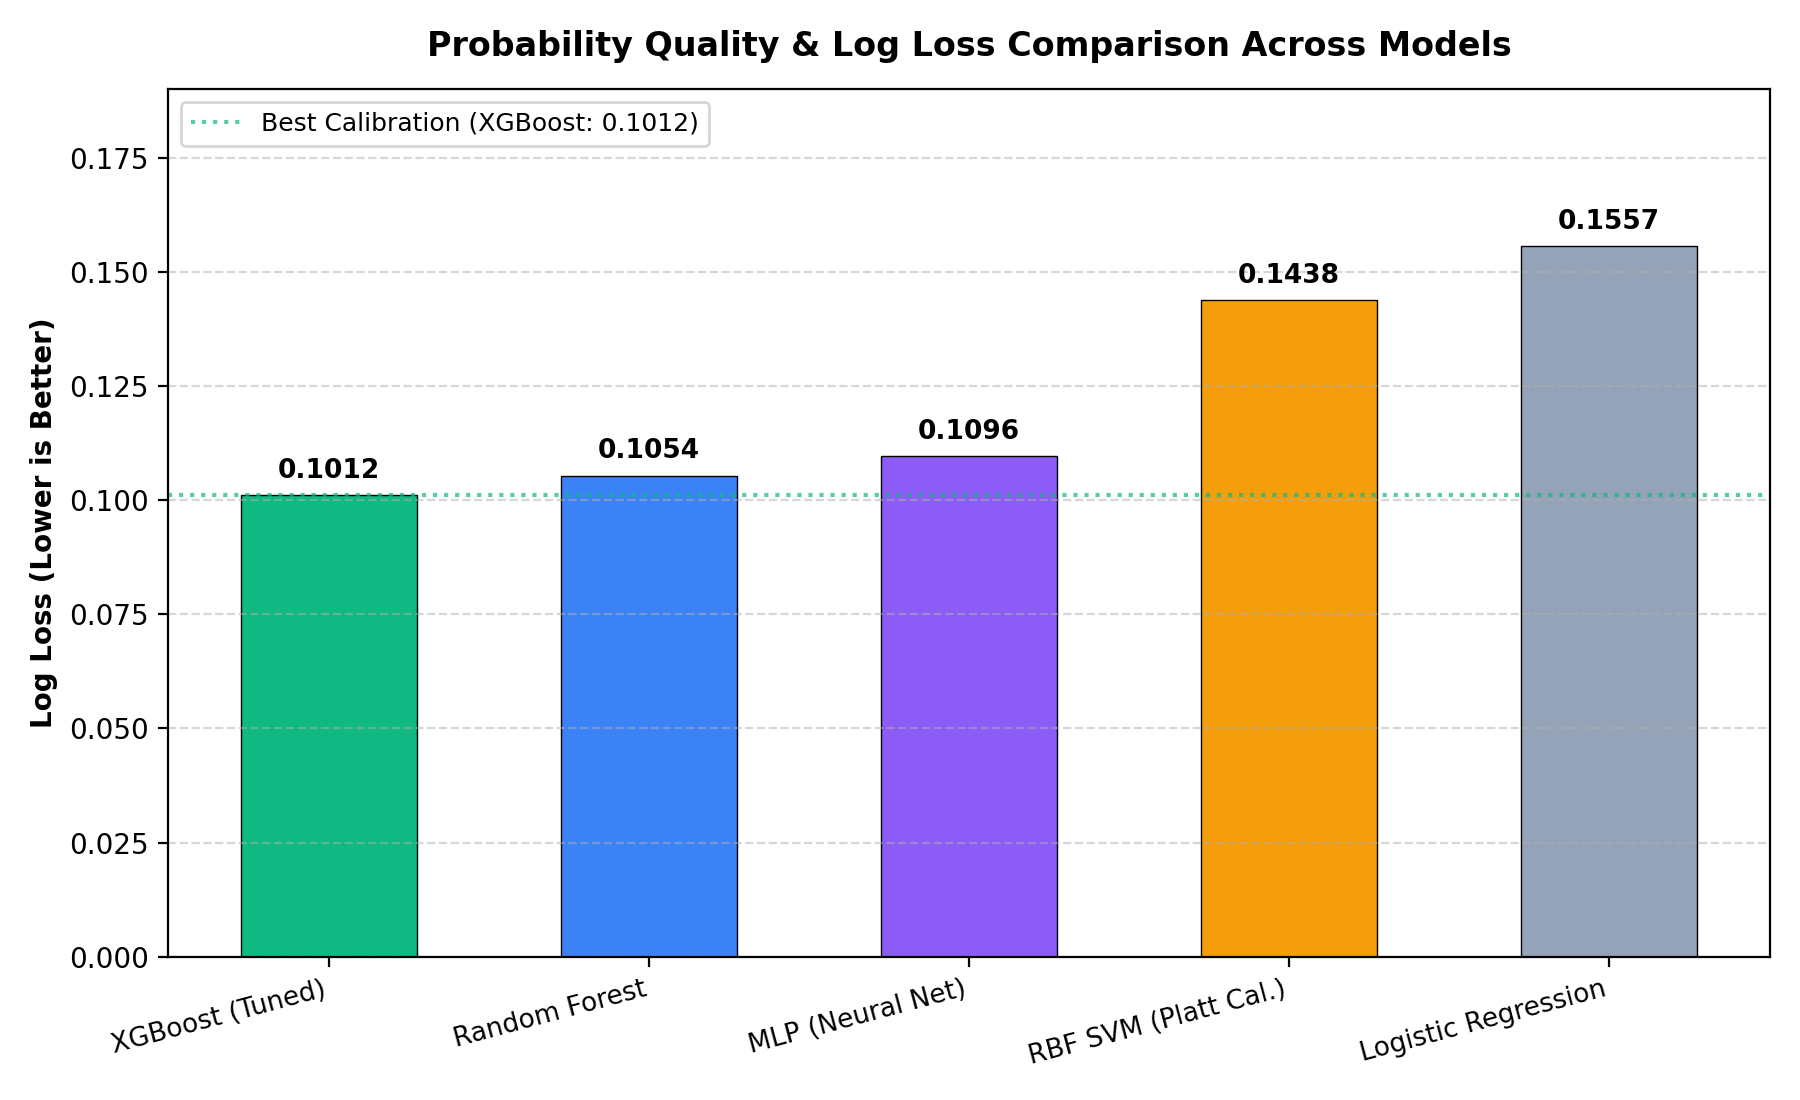 Probability Quality & Log Loss Comparison Across Models
Best Calibration (XGBoost: 0.1012)
Log Loss (Lower is Better)
0.175
0.150
0.125
0.100
0.075
0.050
0.025
0.000
0.1012
0.1054
0.1096
0.1438
0.1557
XGBoost (Tuned)
Random Forest
MLP (Neural Net)
RBF SVM (Platt Cal.)
Logistic Regression